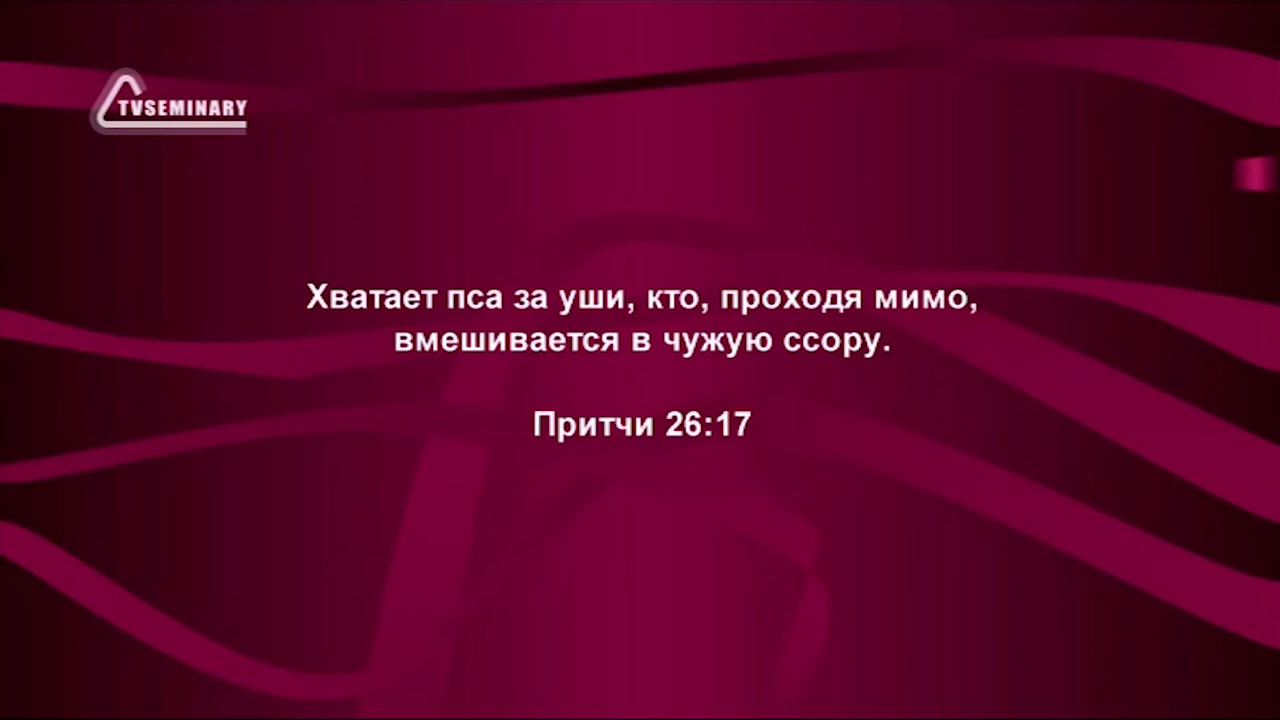 TVSEMINARY
Хватает пса за уши, кто, проходя мимо,
вмешивается в чужую ссору.
Притчи 26:17